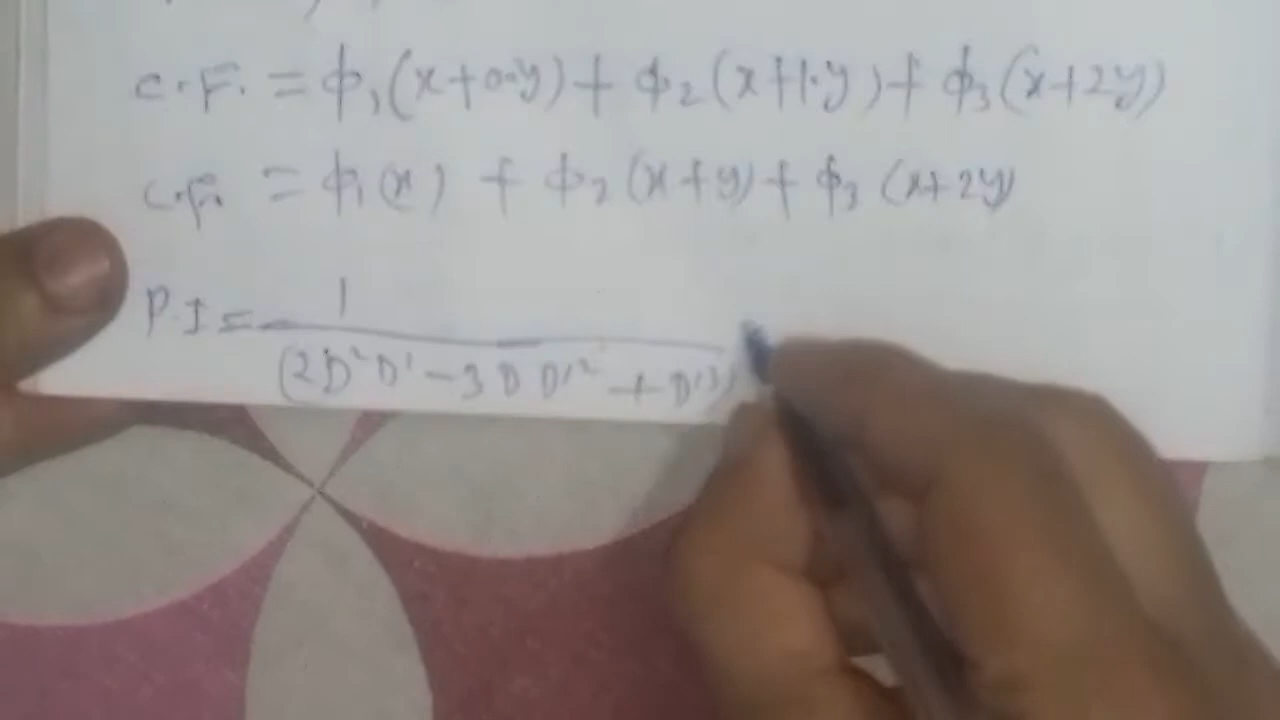 C.F. = ϕ₁(x+0·y) + ϕ₂(x+1·y) + ϕ₃(x+2y)
C.F. = ϕ₁(x) + ϕ₂(x+y) + ϕ₃(x+2y)
P.I = 1
(2D²D' - 3DD'² + D'³)